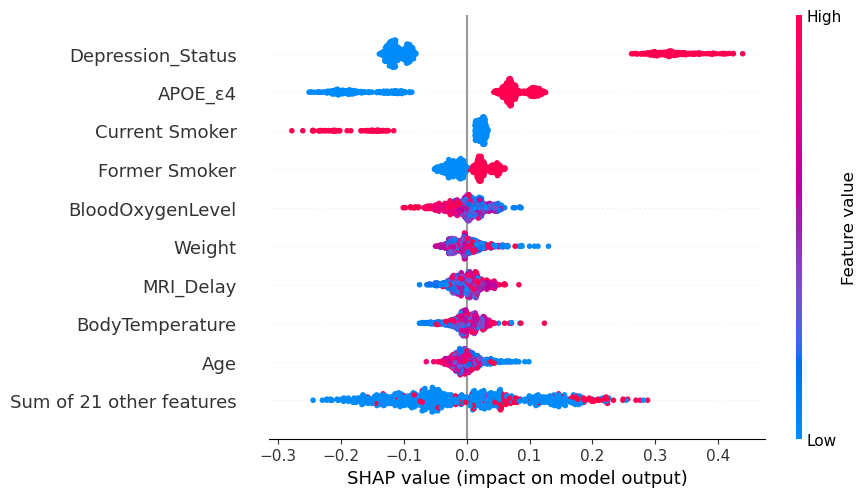 High
Depression_Status
APOE_ε4
Current Smoker
Former Smoker
BloodOxygenLevel
Weight
MRI_Delay
BodyTemperature
Age
Sum of 21 other features
Feature value
Low
−0.3 −0.2 −0.1 0.0 0.1 0.2 0.3 0.4
SHAP value (impact on model output)